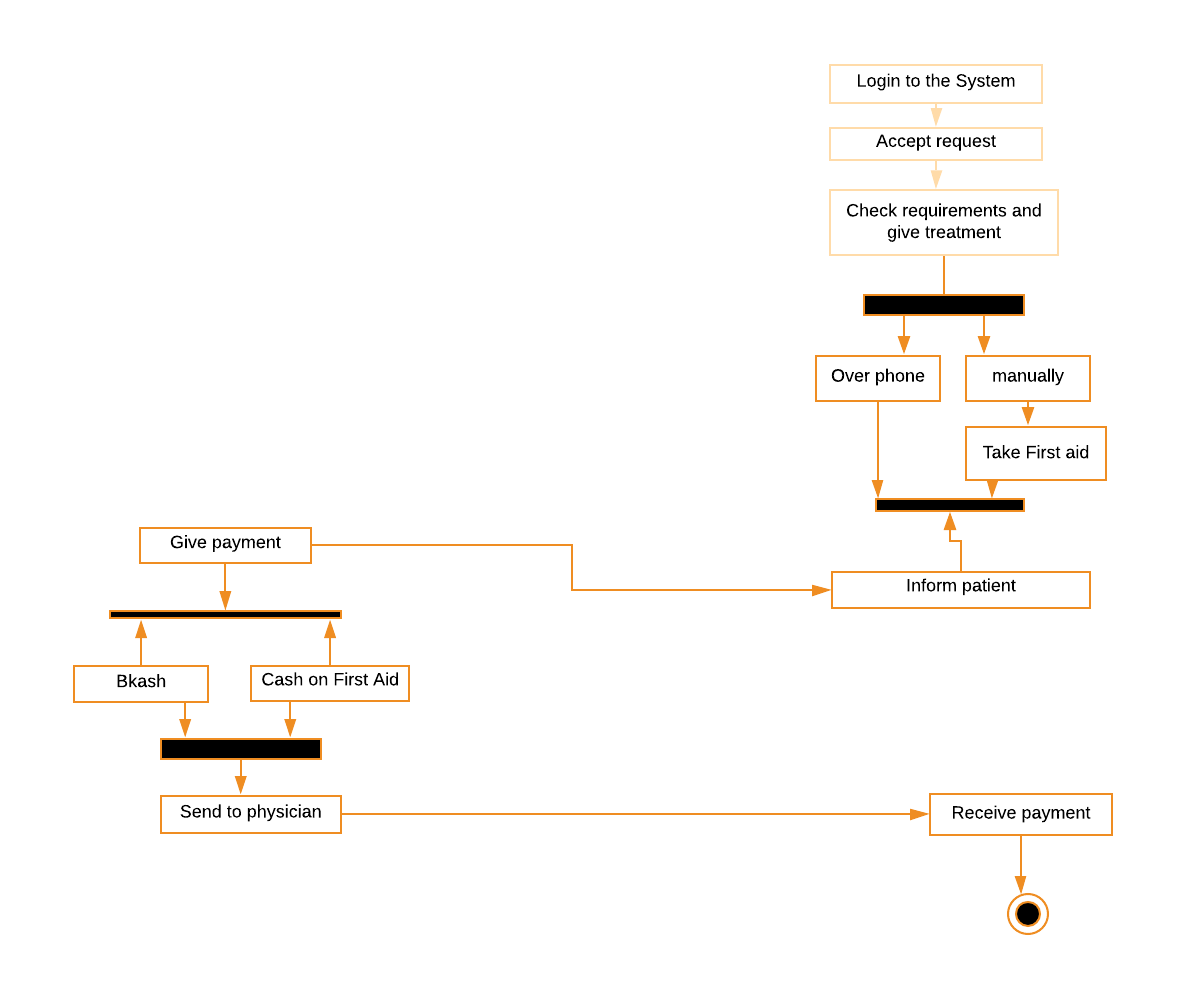 Login to the System
Accept request
Check requirements and
give treatment
Over phone
manually
Take First aid
Give payment
Inform patient
Bkash
Cash on First Aid
Send to physician
Receive payment